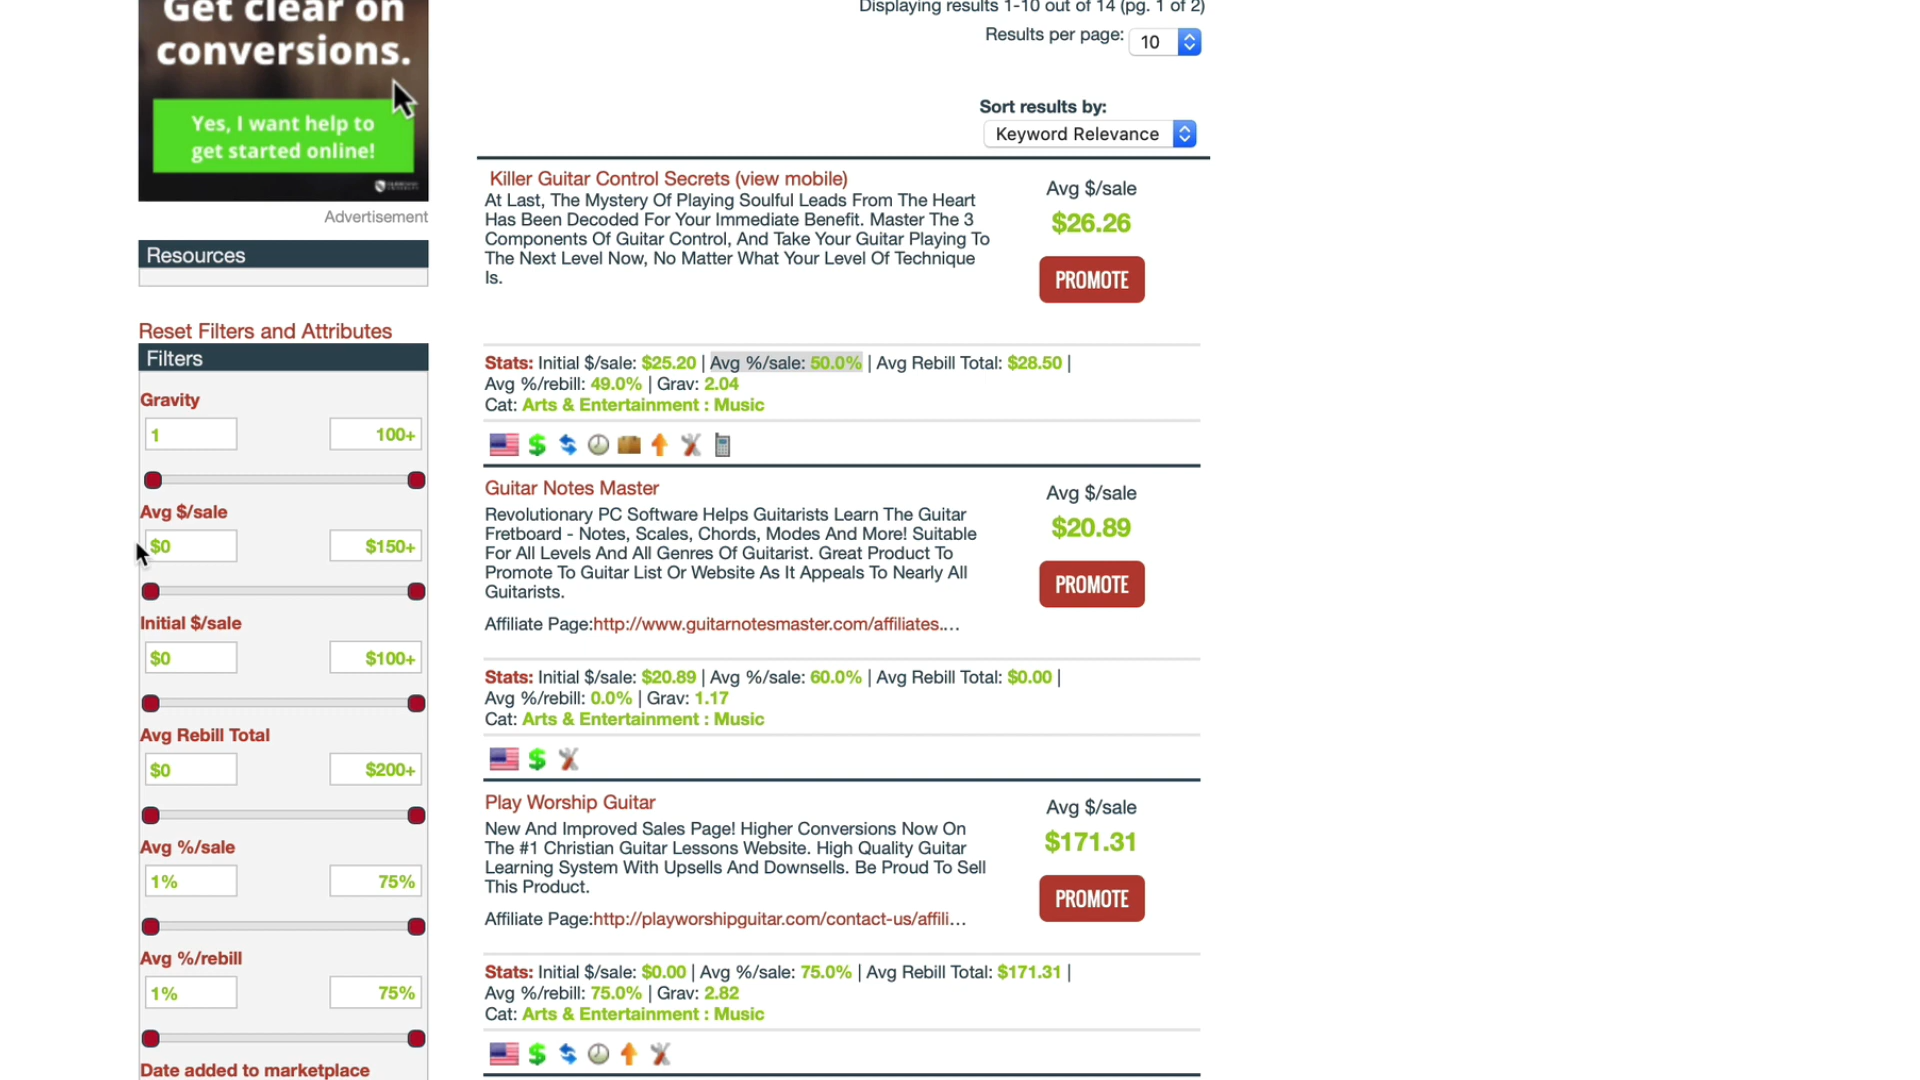 Get clear on
conversions.
Yes, I want help to
get started online!
Advertisement
Resources
Reset Filters and Attributes
Filters
Gravity
1
100+
Avg $/sale
$0
$150+
Initial $/sale
$0
$100+
Avg Rebill Total
$0
$200+
Avg %/sale
1%
75%
Avg %/rebill
1%
75%
Date added to marketplace
Displaying results 1-10 out of 14 (pg. 1 of 2)
Results per page: 10
Sort results by:
Keyword Relevance
Killer Guitar Control Secrets (view mobile)
At Last, The Mystery Of Playing Soulful Leads From The Heart
Has Been Decoded For Your Immediate Benefit. Master The 3
Components Of Guitar Control, And Take Your Guitar Playing To
The Next Level Now, No Matter What Your Level Of Technique
Is.
Avg $/sale
$26.26
PROMOTE
Stats: Initial $/sale: $25.20 | Avg %/sale: 50.0% | Avg Rebill Total: $28.50 |
Avg %/rebill: 49.0% | Grav: 2.04
Cat: Arts & Entertainment : Music
Guitar Notes Master
Revolutionary PC Software Helps Guitarists Learn The Guitar
Fretboard - Notes, Scales, Chords, Modes And More! Suitable
For All Levels And All Genres Of Guitarist. Great Product To
Promote To Guitar List Or Website As It Appeals To Nearly All
Guitarists.
Affiliate Page:http://www.guitarnotesmaster.com/affiliates....
Avg $/sale
$20.89
PROMOTE
Stats: Initial $/sale: $20.89 | Avg %/sale: 60.0% | Avg Rebill Total: $0.00 |
Avg %/rebill: 0.0% | Grav: 1.17
Cat: Arts & Entertainment : Music
Play Worship Guitar
New And Improved Sales Page! Higher Conversions Now On
The #1 Christian Guitar Lessons Website. High Quality Guitar
Learning System With Upsells And Downsells. Be Proud To Sell
This Product.
Affiliate Page:http://playworshipguitar.com/contact-us/affili...
Avg $/sale
$171.31
PROMOTE
Stats: Initial $/sale: $0.00 | Avg %/sale: 75.0% | Avg Rebill Total: $171.31 |
Avg %/rebill: 75.0% | Grav: 2.82
Cat: Arts & Entertainment : Music